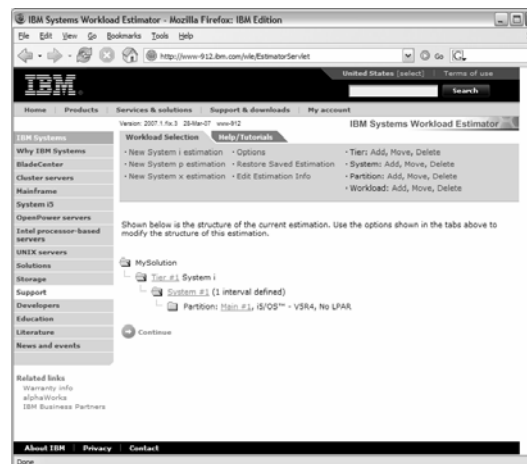 IBM Systems Workload Estimator - Mozilla Firefox: IBM Edition
File Edit View Go Bookmarks Tools Help
http://www-912.ibm.com/wle/EstimatorServlet
Go
United States [select] Terms of use
IBM
Search
Home Products Services & solutions Support & downloads My account
Version: 2007.1.fix.3 28-Mar-07 www-912
IBM Systems Workload Estimator
IBM Systems
Why IBM Systems
BladeCenter
Cluster servers
Mainframe
System i5
OpenPower servers
Intel processor-based servers
UNIX servers
Solutions
Storage
Support
Developers
Education
Literature
News and events
Related links
Warranty info
alphaWorks
IBM Business Partners
Workload Selection Help/Tutorials
· New System i estimation · Options · Tier: Add, Move, Delete
· New System p estimation · Restore Saved Estimation · System: Add, Move, Delete
· New System x estimation · Edit Estimation Info · Partition: Add, Move, Delete
· Workload: Add, Move, Delete
Shown below is the structure of the current estimation. Use the options shown in the tabs above to
modify the structure of this estimation.
MySolution
Tier #1 System i
System #1 (1 interval defined)
Partition: Main #1, i5/OS™ - V5R4, No LPAR
Continue
About IBM Privacy Contact
Done